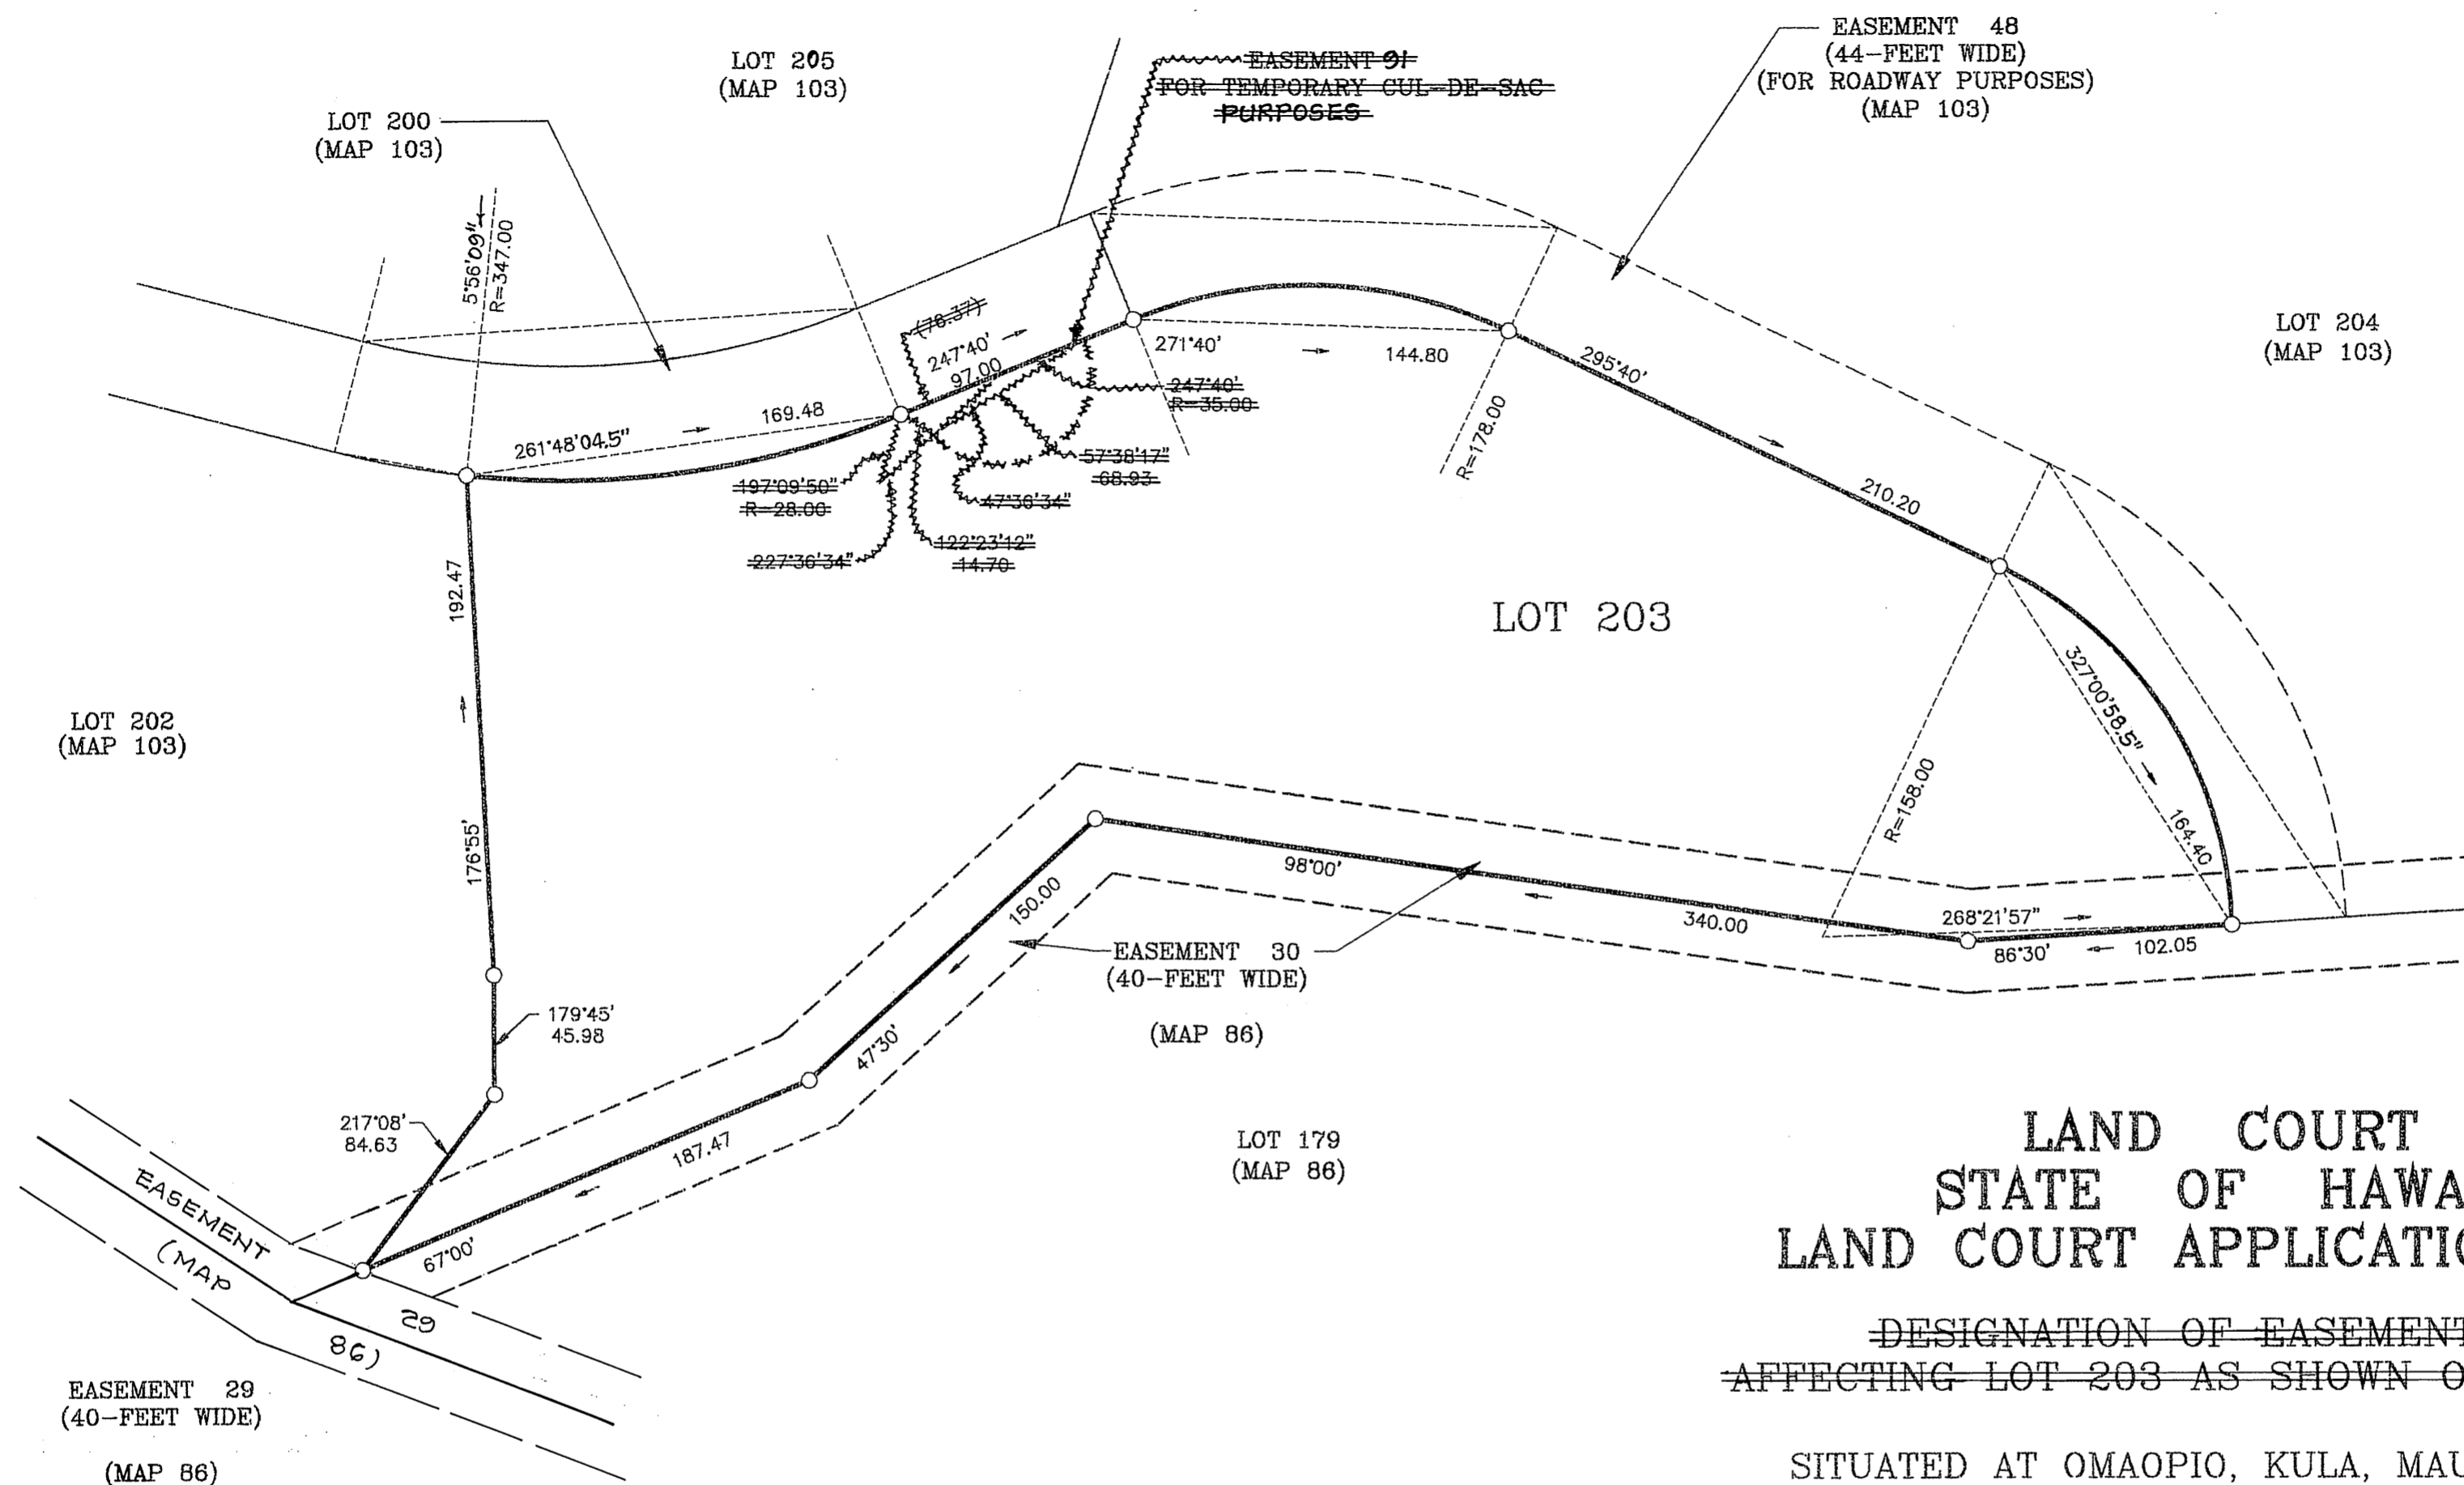 EASEMENT 48
(44-FEET WIDE)
(FOR ROADWAY PURPOSES)
(MAP 103)
LOT 205
(MAP 103)
EASEMENT 91
FOR TEMPORARY CUL-DE-SAC
PURPOSES
LOT 200
(MAP 103)
5°56'09"
R=347.00
(76.37)
247°40'
97.00
271°40'
144.80
295°40'
LOT 204
(MAP 103)
247°40'
R=35.00
R=178.00
169.48
261°48'04.5"
57°38'17"
68.93
197°09'50"
R=28.00
47°36'34"
122°23'12"
14.70
227°36'34"
210.20
192.47
LOT 203
327°00'58.5"
164.40
LOT 202
(MAP 103)
R=158.00
176°55'
98°00'
150.00
340.00
268°21'57"
86°30'
102.05
EASEMENT 30
(40-FEET WIDE)
(MAP 86)
179°45'
45.98
47°30'
217°08'
84.63
187.47
LOT 179
(MAP 86)
67°00'
EASEMENT
29
(MAP
86)
EASEMENT 29
(40-FEET WIDE)
(MAP 86)
LAND COURT
STATE OF HAWA
LAND COURT APPLICATIO
DESIGNATION OF EASEMENT
AFFECTING LOT 203 AS SHOWN O
SITUATED AT OMAOPIO, KULA, MAU